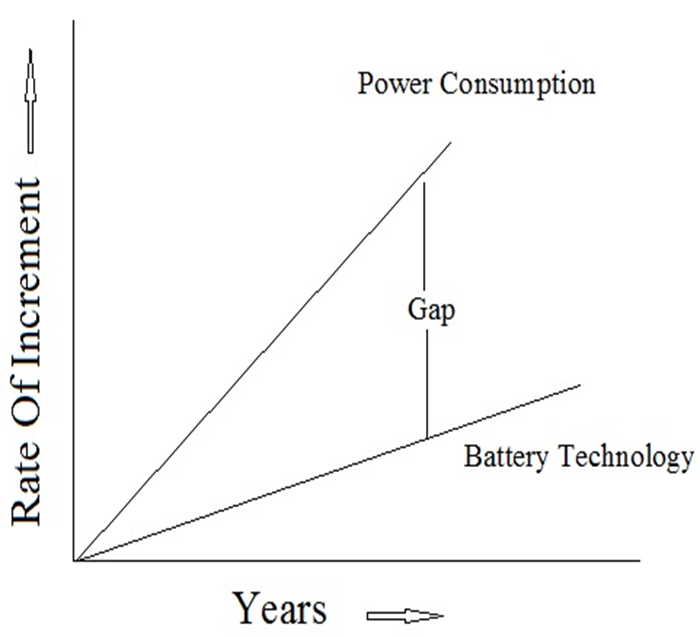 Power Consumption
Rate Of Increment
Gap
Battery Technology
Years